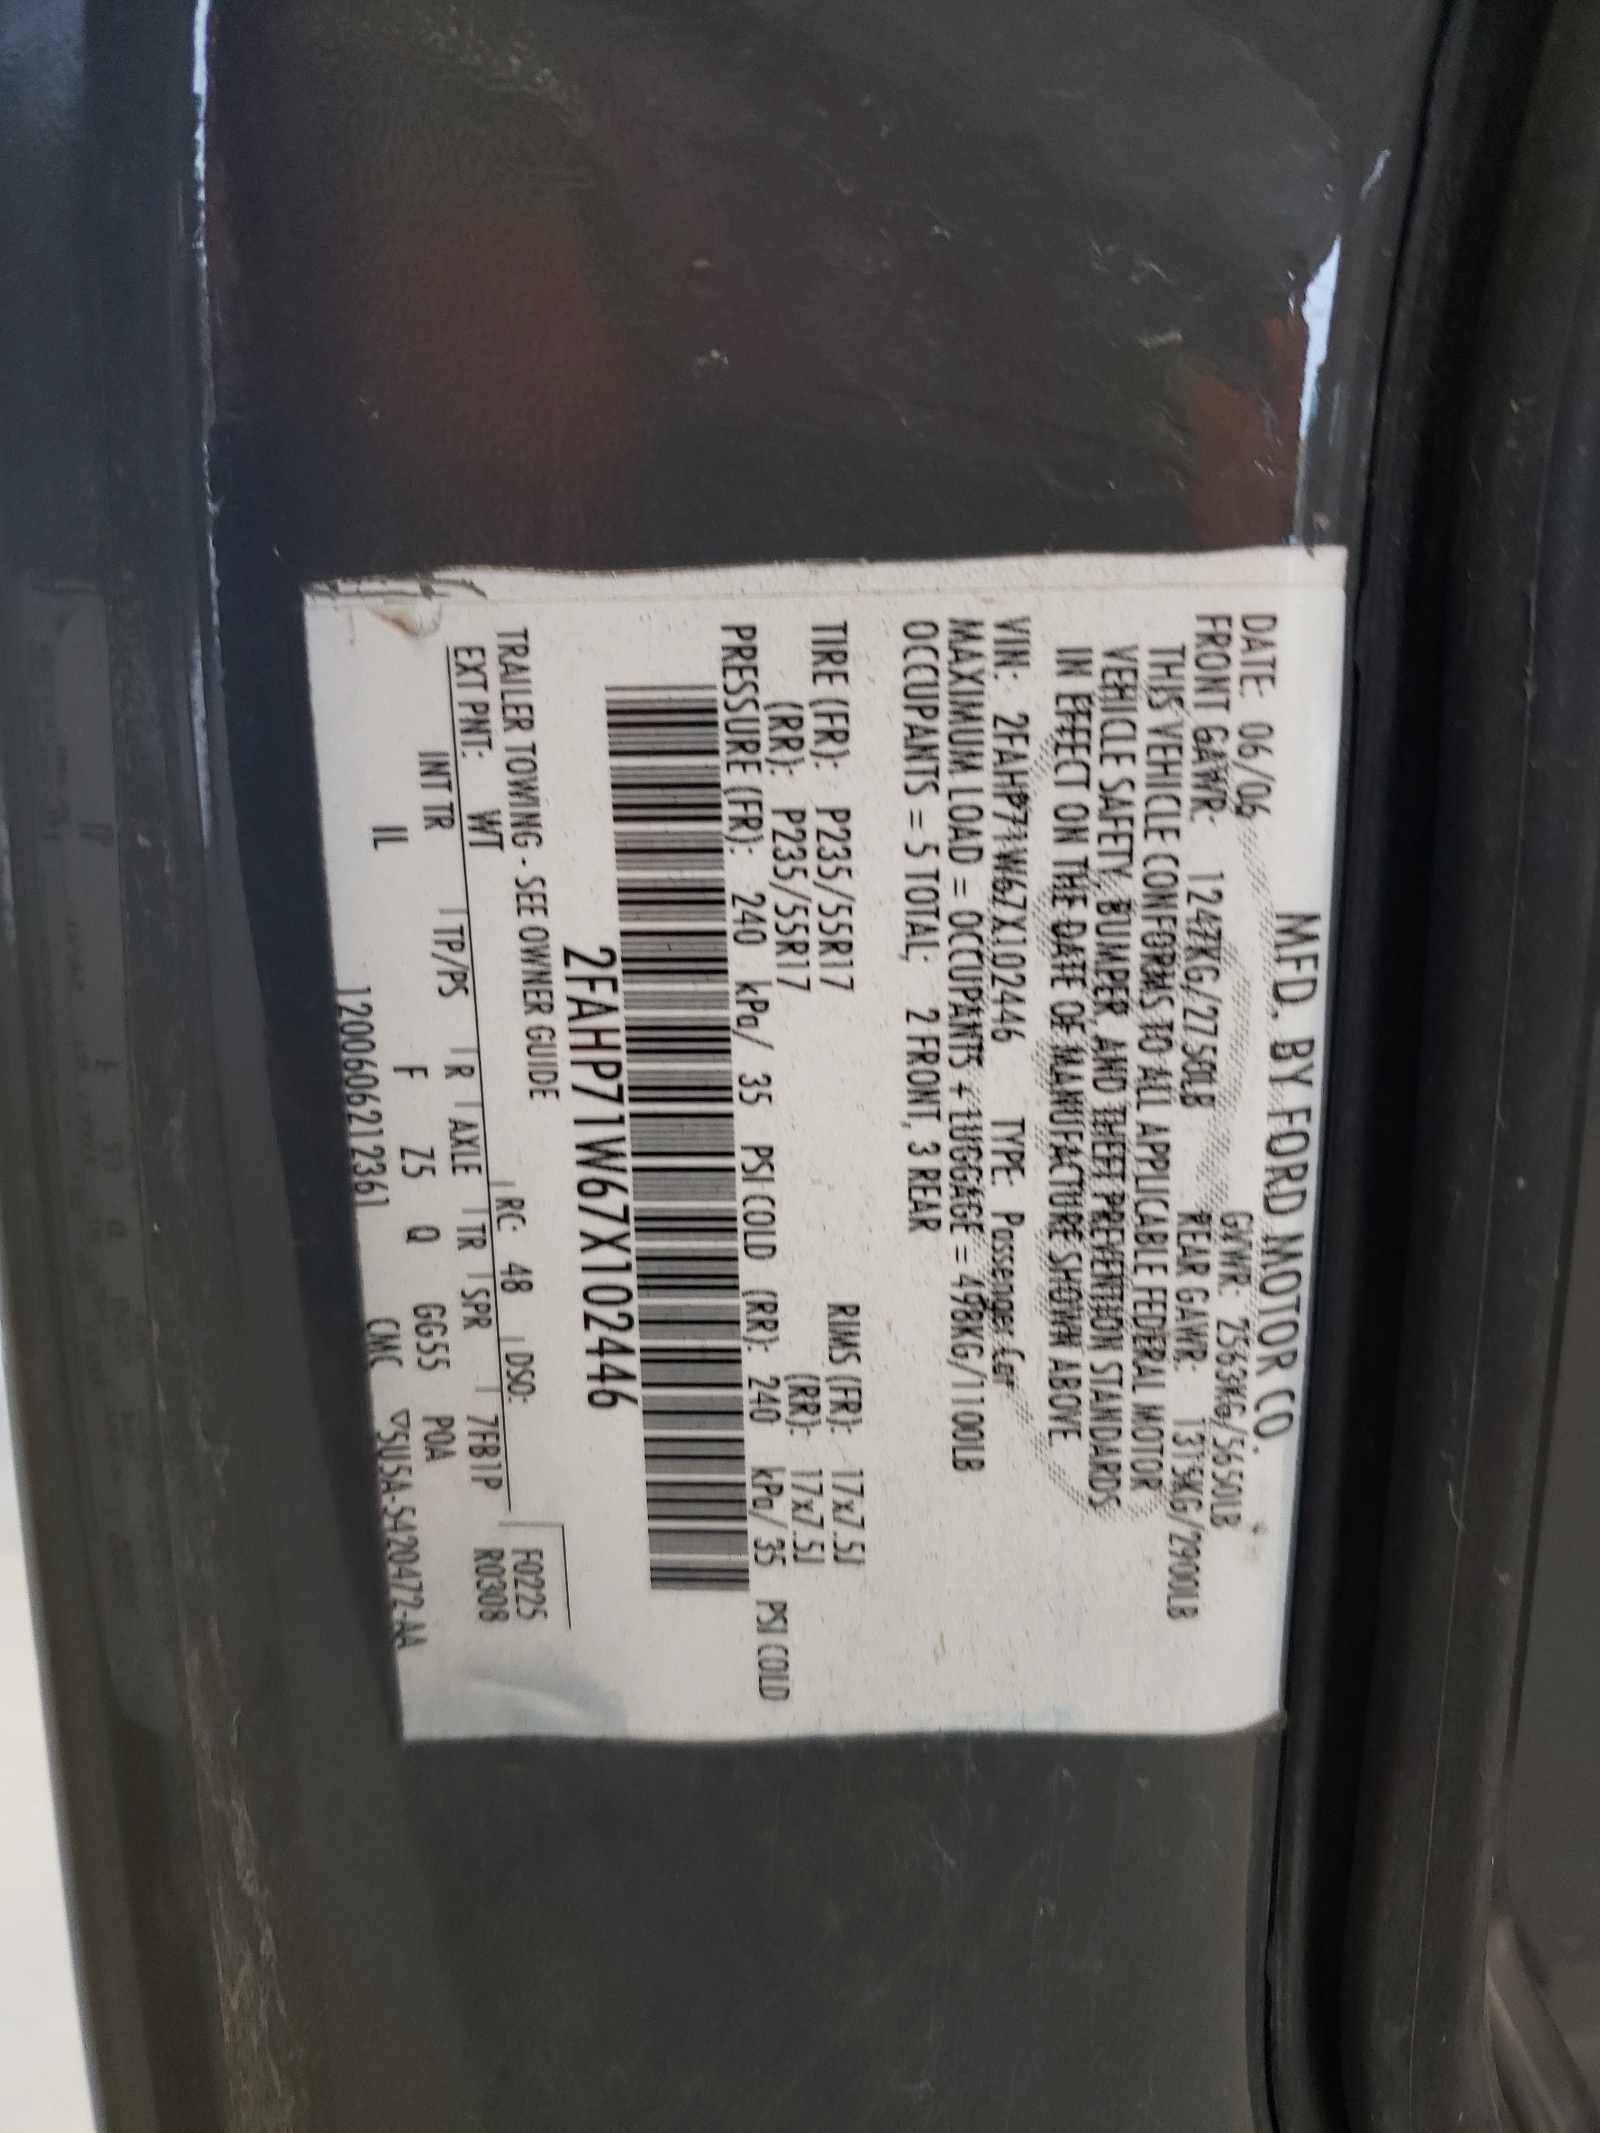 MFD. BY FORD MOTOR CO.
DATE: 06/06 GVWR: 2563KG/5650LB
FRONT GAWR: 1247KG/2750LB REAR GAWR: 1315KG/2900LB
THIS VEHICLE CONFORMS TO ALL APPLICABLE FEDERAL MOTOR
VEHICLE SAFETY, BUMPER, AND THEFT PREVENTION STANDARDS
IN EFFECT ON THE DATE OF MANUFACTURE SHOWN ABOVE.
VIN: 2FAHP71W67X102446 TYPE: Passenger Car
MAXIMUM LOAD = OCCUPANTS + LUGGAGE = 498KG/1100LB
OCCUPANTS = 5 TOTAL; 2 FRONT, 3 REAR
TIRE (FR): P235/55R17 RIMS (FR): 17x7.5J
(RR): P235/55R17 (RR): 17x7.5J
PRESSURE (FR): 240 kPa/ 35 PSI COLD (RR): 240 kPa/ 35 PSI COLD
2FAHP71W67X102446
TRAILER TOWING - SEE OWNER GUIDE
F0225
EXT PNT: WT RC: 48 DSO: R0308
INT TR TP/PS R AXLE TR SPR 7FB1P
IL F Z5 Q GG55 POA
1200606212361 CMC ▽5U5A-5420472-AA